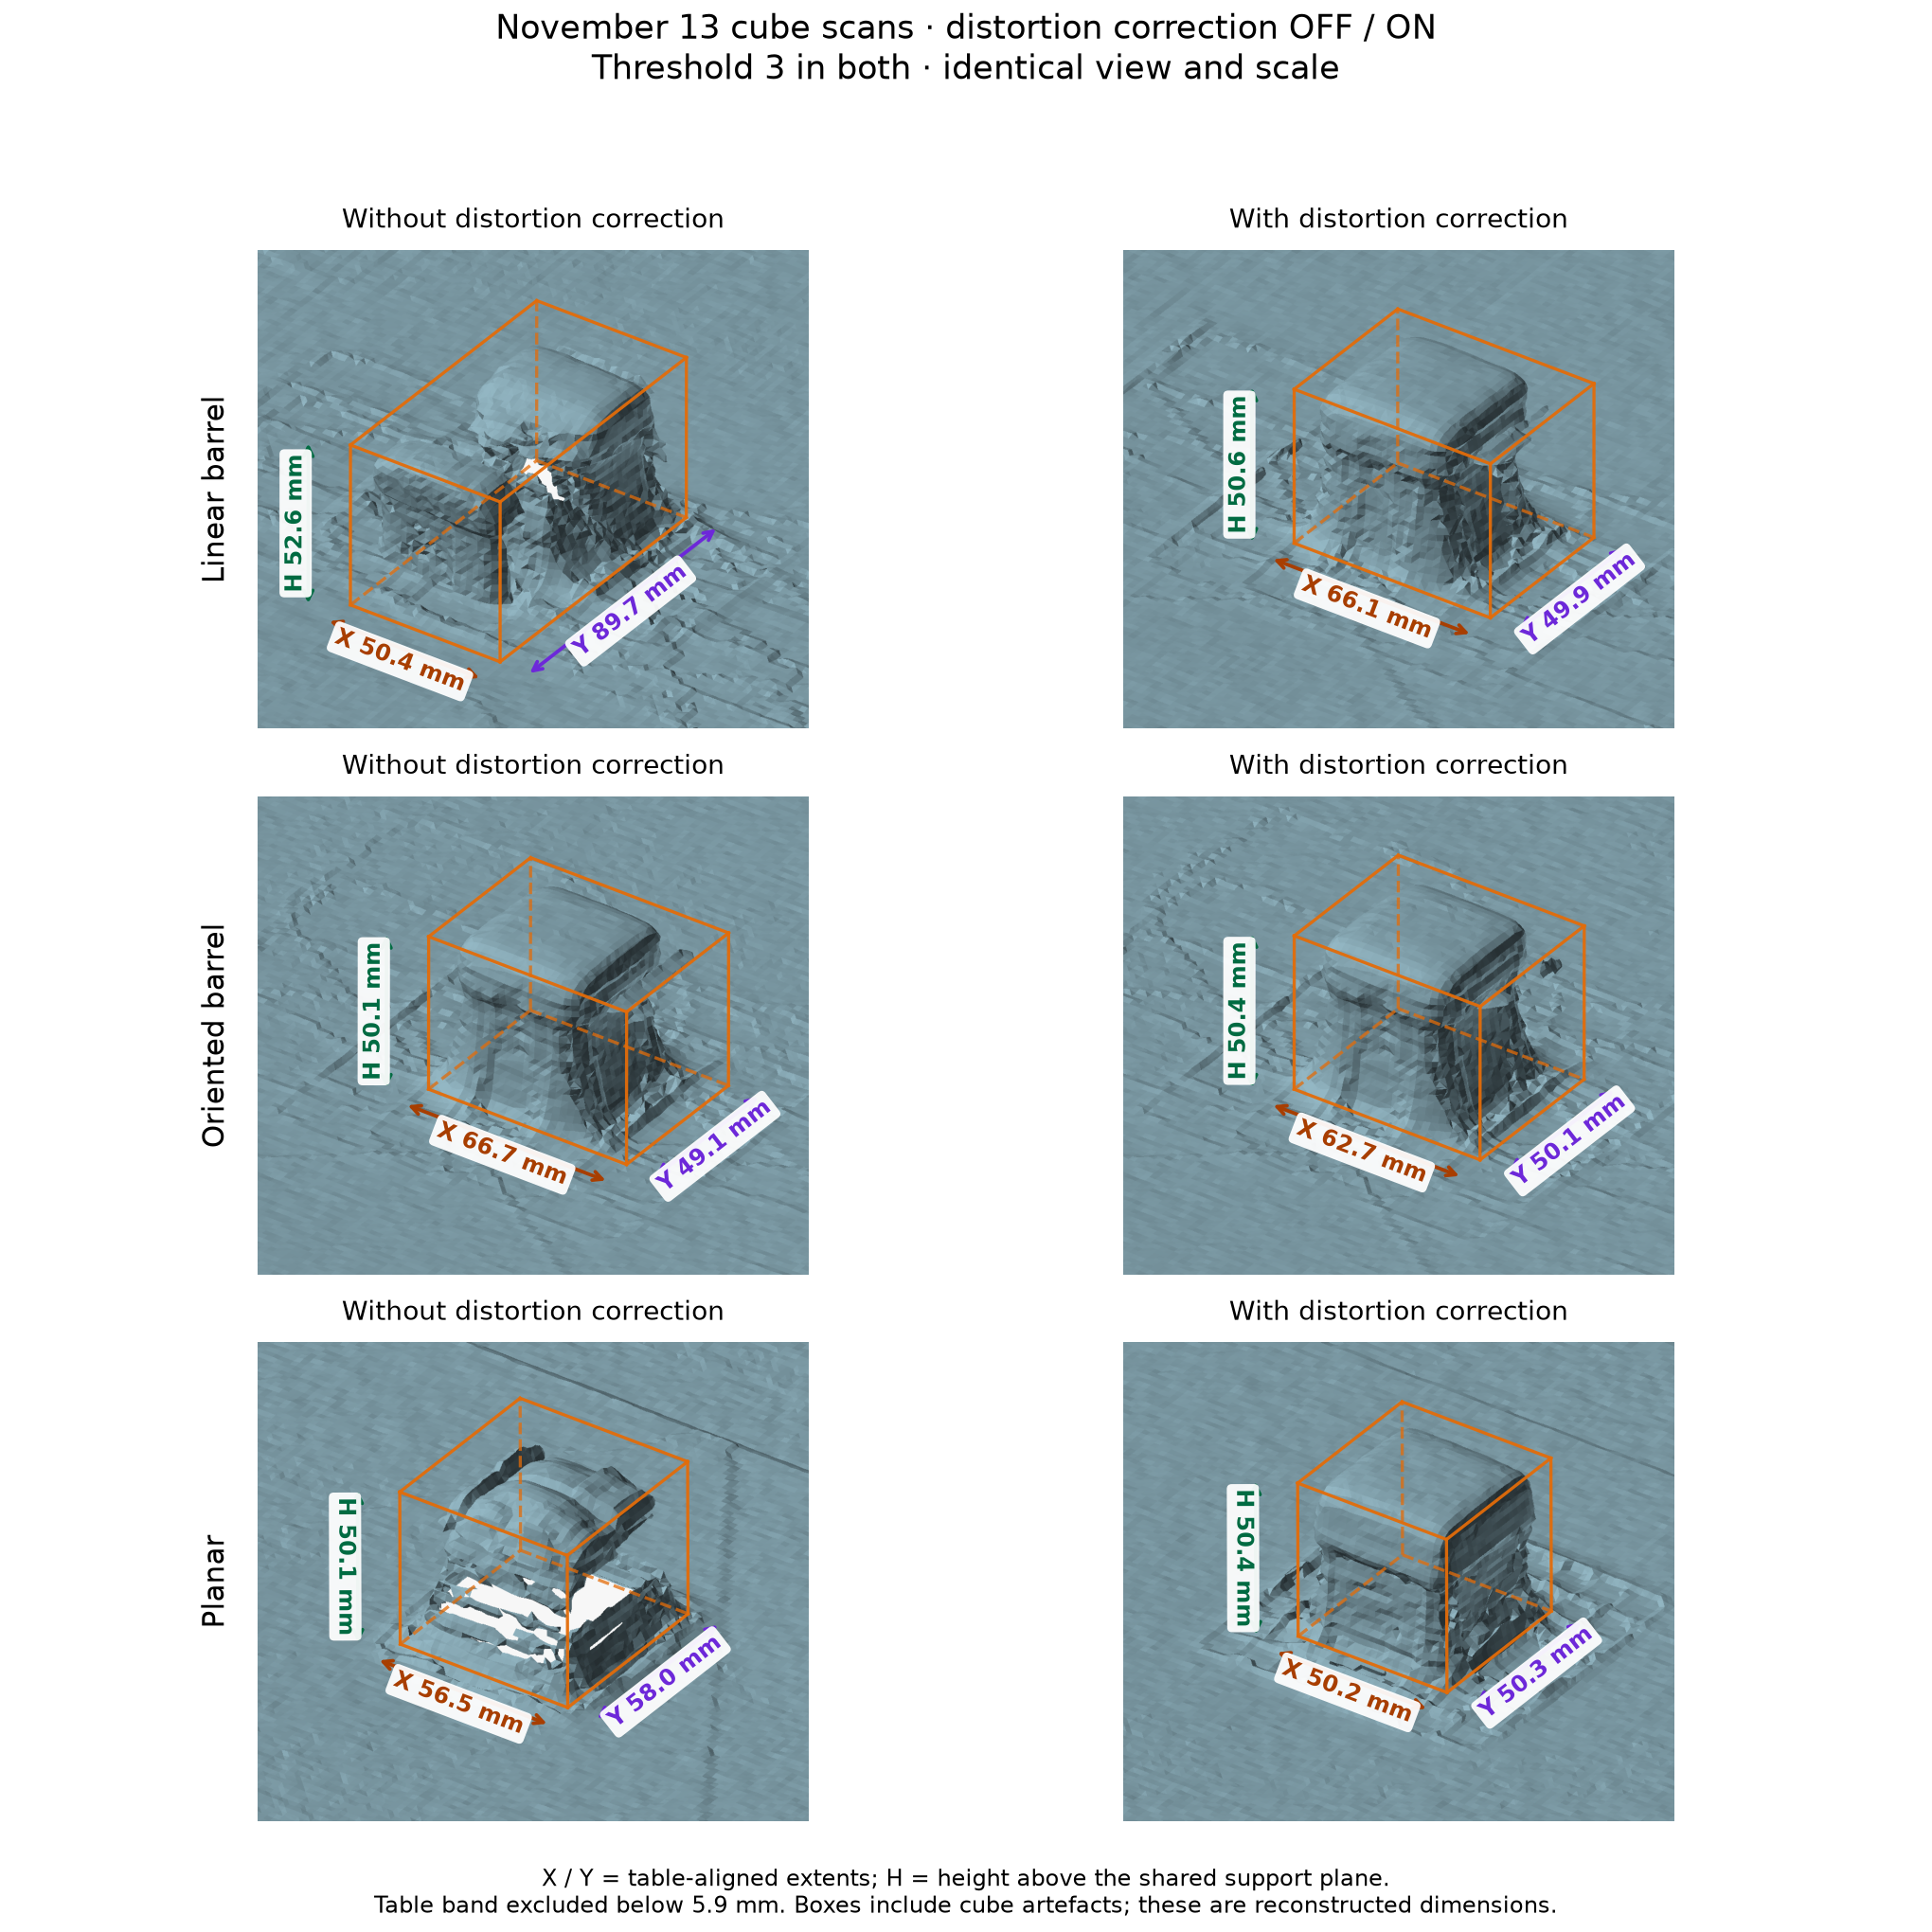 November 13 cube scans · distortion correction OFF / ON
Threshold 3 in both · identical view and scale
Without distortion correction
With distortion correction
Linear barrel
H 52.6 mm
X 50.4 mm
Y 89.7 mm
H 50.6 mm
X 66.1 mm
Y 49.9 mm
Without distortion correction
With distortion correction
Oriented barrel
H 50.1 mm
X 66.7 mm
Y 49.1 mm
H 50.4 mm
X 62.7 mm
Y 50.1 mm
Without distortion correction
With distortion correction
Planar
H 50.1 mm
X 56.5 mm
Y 58.0 mm
H 50.4 mm
X 50.2 mm
Y 50.3 mm
X / Y = table-aligned extents; H = height above the shared support plane.
Table band excluded below 5.9 mm. Boxes include cube artefacts; these are reconstructed dimensions.